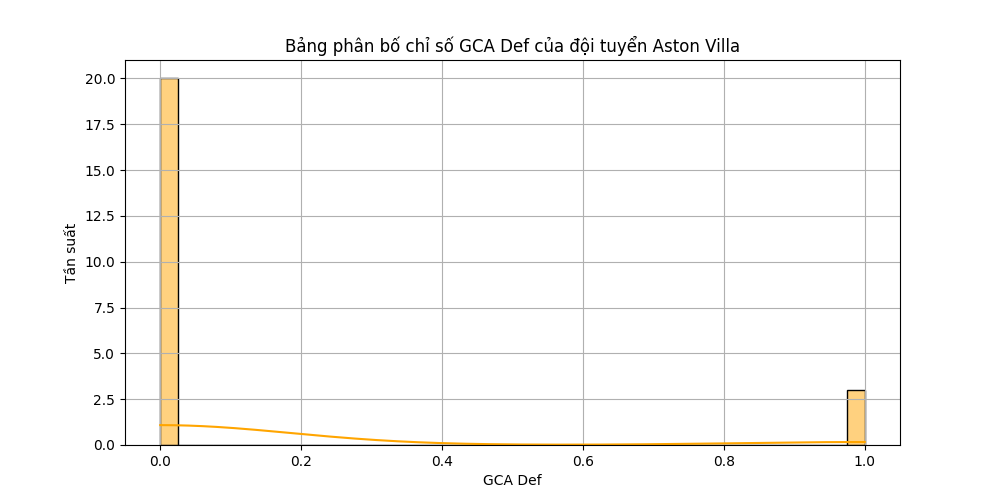 Bảng phân bố chỉ số GCA Def của đội tuyển Aston Villa
20.0
17.5
15.0
12.5
10.0
7.5
5.0
2.5
0.0
Tần suất
0.0 0.2 0.4 0.6 0.8 1.0
GCA Def